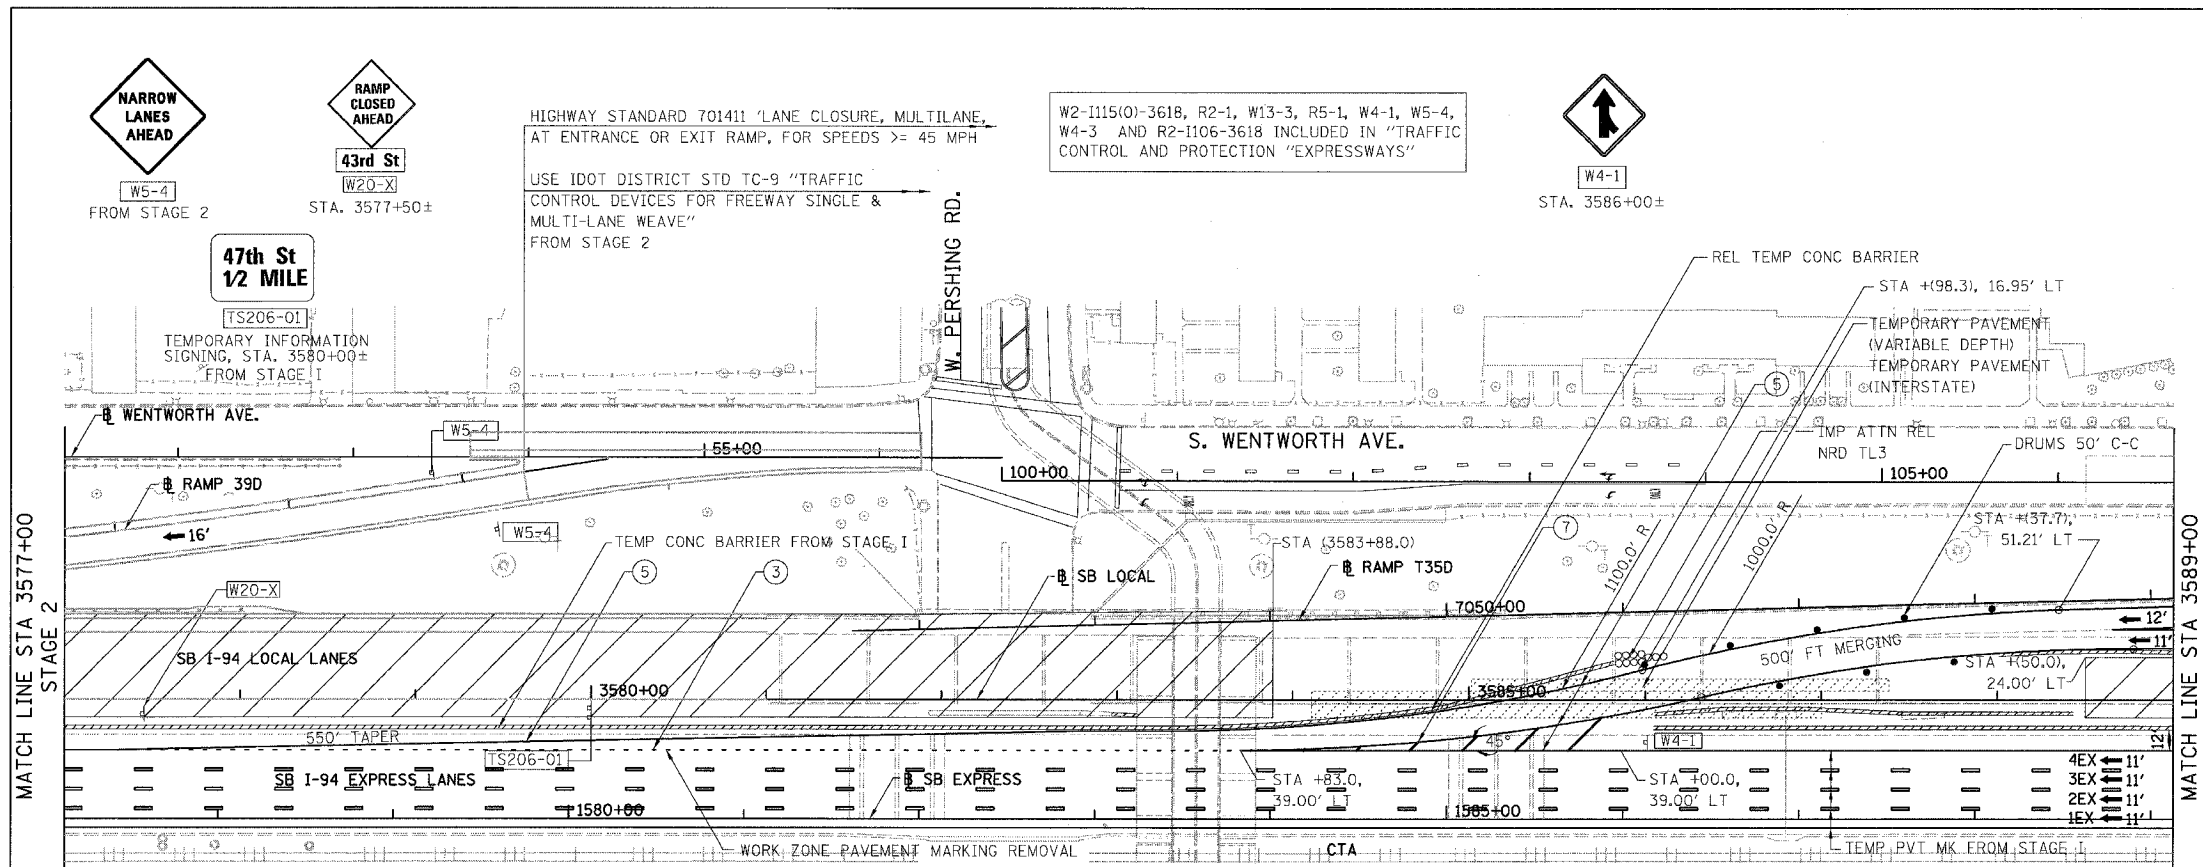 NARROW
LANES
AHEAD
W5-4
FROM STAGE 2
RAMP
CLOSED
AHEAD
43rd St
W20-X
STA. 3577+50±
47th St
1/2 MILE
TS206-01
TEMPORARY INFORMATION
SIGNING, STA. 3580+00±
FROM STAGE I
HIGHWAY STANDARD 701411 'LANE CLOSURE, MULTILANE,
AT ENTRANCE OR EXIT RAMP, FOR SPEEDS >= 45 MPH
USE IDOT DISTRICT STD TC-9 "TRAFFIC
CONTROL DEVICES FOR FREEWAY SINGLE &
MULTI-LANE WEAVE"
FROM STAGE 2
W. PERSHING RD.
W2-I115(O)-3618, R2-1, W13-3, R5-1, W4-1, W5-4,
W4-3 AND R2-I106-3618 INCLUDED IN "TRAFFIC
CONTROL AND PROTECTION "EXPRESSWAYS"
W4-1
STA. 3586+00±
REL TEMP CONC BARRIER
STA +(98.3), 16.95' LT
TEMPORARY PAVEMENT
(VARIABLE DEPTH)
TEMPORARY PAVEMENT
(INTERSTATE)
5
IMP ATTN REL
NRD TL3
DRUMS 50' C-C
℄ WENTWORTH AVE.
W5-4
55+00
S. WENTWORTH AVE.
100+00
105+00
℄ RAMP 39D
16'
W5-4
TEMP CONC BARRIER FROM STAGE I
5
3
STA (3583+88.0)
7
1100.0' R
1000.0' R
STA +(37.7),
51.21' LT
℄ SB LOCAL
℄ RAMP T35D
7050+00
W20-X
12'
11'
SB I-94 LOCAL LANES
500' FT MERGING
STA +(50.0),
24.00' LT
3580+00
3585+00
550' TAPER
TS206-01
45°
W4-1
12'
SB I-94 EXPRESS LANES
℄ SB EXPRESS
STA +83.0,
39.00' LT
STA +00.0,
39.00' LT
4EX 11'
3EX 11'
2EX 11'
1EX 11'
1580+00
1585+00
WORK ZONE PAVEMENT MARKING REMOVAL
CTA
TEMP PVT MK FROM STAGE I
MATCH LINE STA 3577+00
STAGE 2
MATCH LINE STA 3589+00